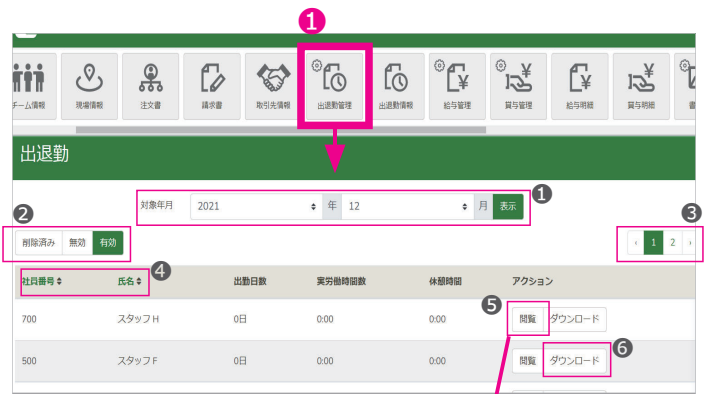 1
チーム情報 現場情報 注文書 請求書 取引先情報 出退勤管理 出退勤情報 給与管理 賞与管理 給与明細 賞与明細
出退勤
対象年月 2021 年 12 月 表示 1
2 3
削除済み 無効 有効 ‹ 1 2 ›
社員番号 氏名 4 出勤日数 実労働時間数 休憩時間 アクション
5
700 スタッフH 0日 0:00 0:00 閲覧 ダウンロード
6
500 スタッフF 0日 0:00 0:00 閲覧 ダウンロード